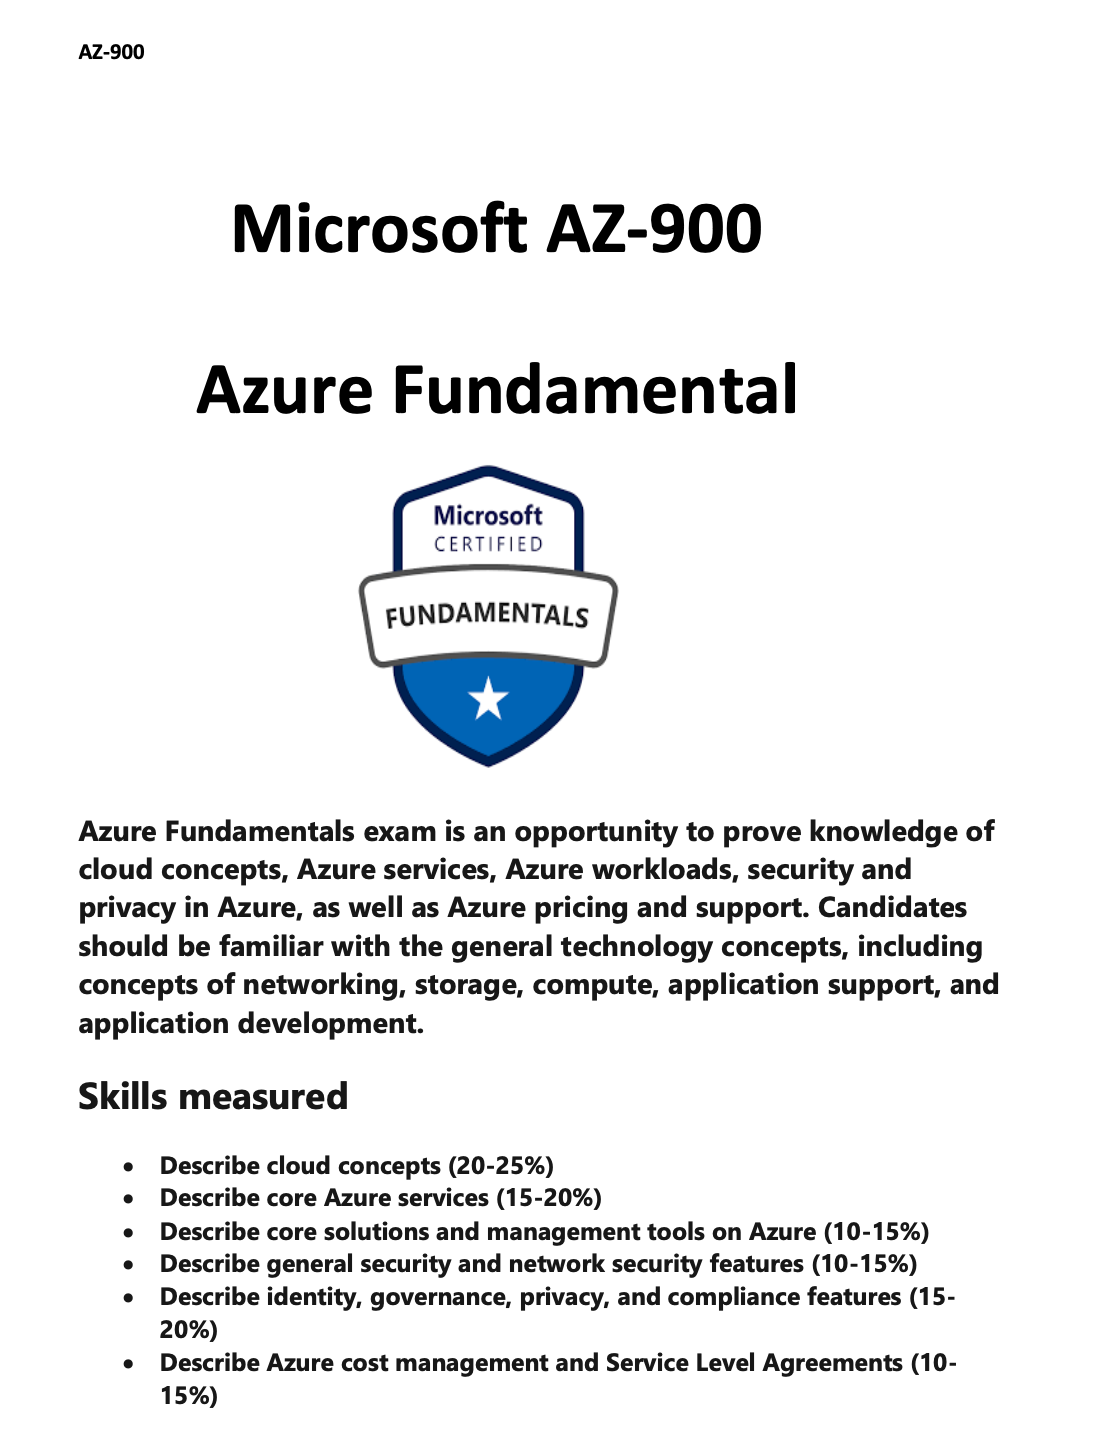 AZ-900
Microsoft AZ-900
Azure Fundamental
Microsoft
CERTIFIED
FUNDAMENTALS
Azure Fundamentals exam is an opportunity to prove knowledge of
cloud concepts, Azure services, Azure workloads, security and
privacy in Azure, as well as Azure pricing and support. Candidates
should be familiar with the general technology concepts, including
concepts of networking, storage, compute, application support, and
application development.
Skills measured
• Describe cloud concepts (20-25%)
• Describe core Azure services (15-20%)
• Describe core solutions and management tools on Azure (10-15%)
• Describe general security and network security features (10-15%)
• Describe identity, governance, privacy, and compliance features (15-
20%)
• Describe Azure cost management and Service Level Agreements (10-
15%)